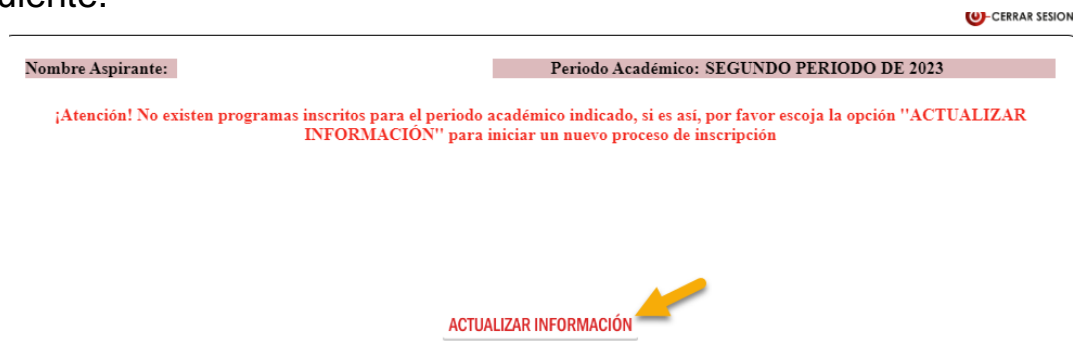 CERRAR SESION
Nombre Aspirante:
Periodo Académico: SEGUNDO PERIODO DE 2023
¡Atención! No existen programas inscritos para el periodo académico indicado, si es así, por favor escoja la opción "ACTUALIZAR
INFORMACIÓN" para iniciar un nuevo proceso de inscripción
ACTUALIZAR INFORMACIÓN